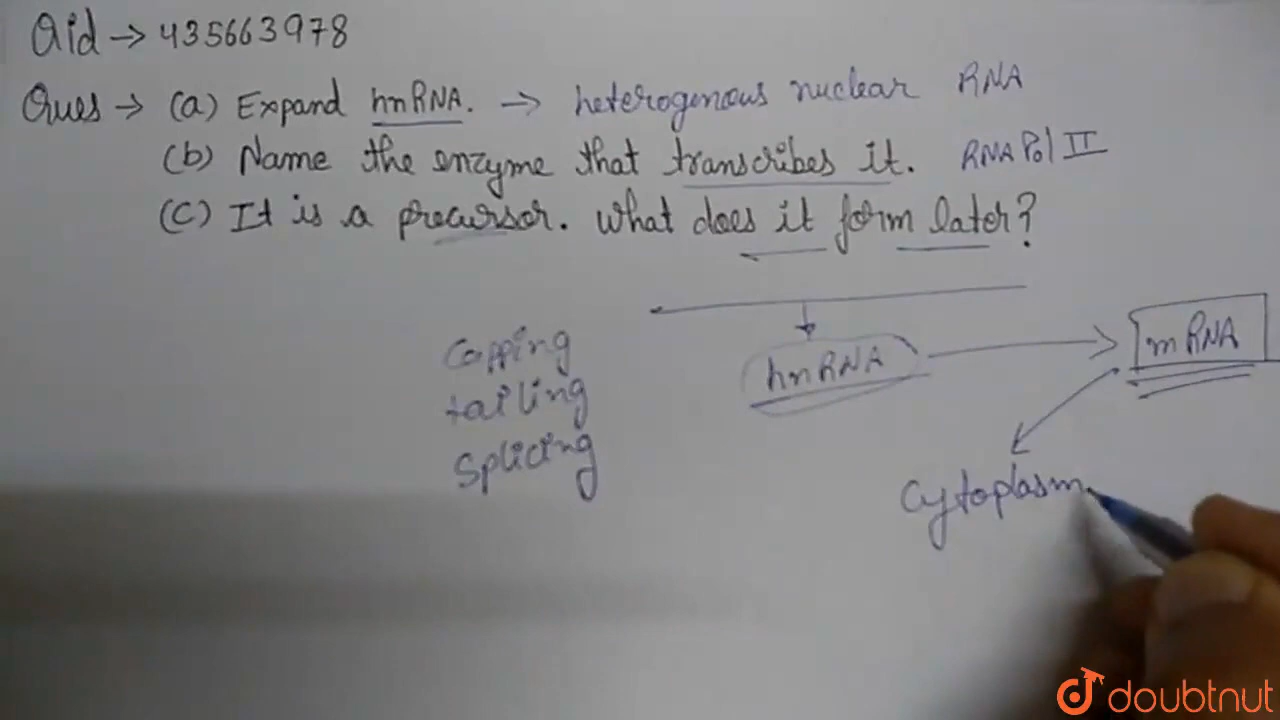 Qid → 435663978
Ques → (a) Expand hnRNA. → heterogenous nuclear RNA
(b) Name the enzyme that transcribes it. RNA Pol II
(c) It is a precursor. What does it form later?
Capping
tailing
Splicing
hnRNA
mRNA
Cytoplasm
doubtnut